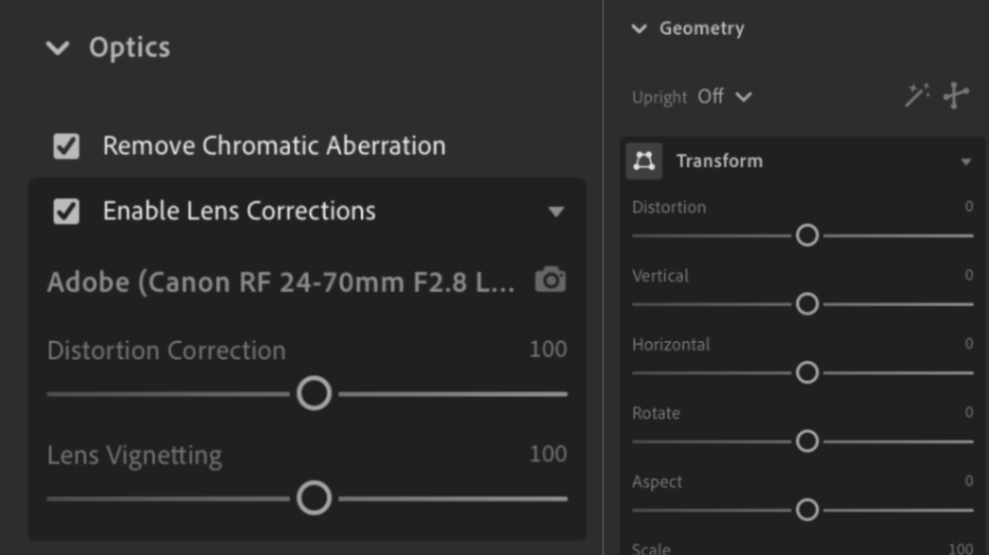 Optics
Remove Chromatic Aberration
Enable Lens Corrections
Adobe (Canon RF 24-70mm F2.8 L...
Distortion Correction 100
Lens Vignetting 100
Geometry
Upright Off
Transform
Distortion 0
Vertical 0
Horizontal 0
Rotate 0
Aspect 0
Scale 100